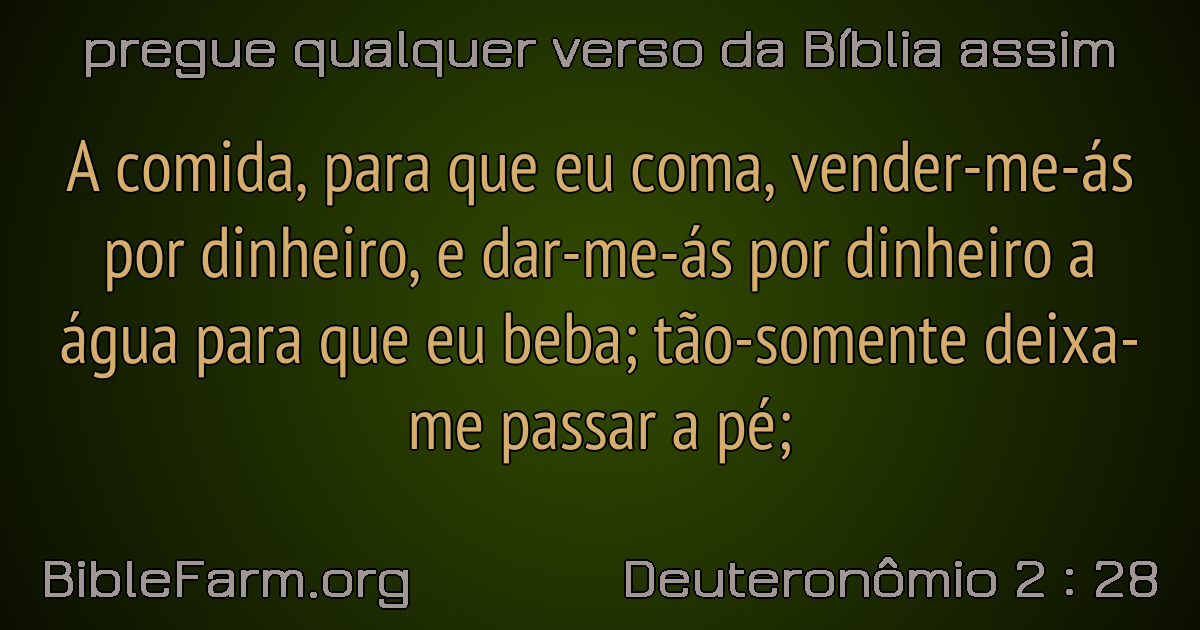 pregue qualquer verso da Bíblia assim
A comida, para que eu coma, vender-me-ás
por dinheiro, e dar-me-ás por dinheiro a
água para que eu beba; tão-somente deixa-
me passar a pé;
BibleFarm.org
Deuteronômio 2 : 28